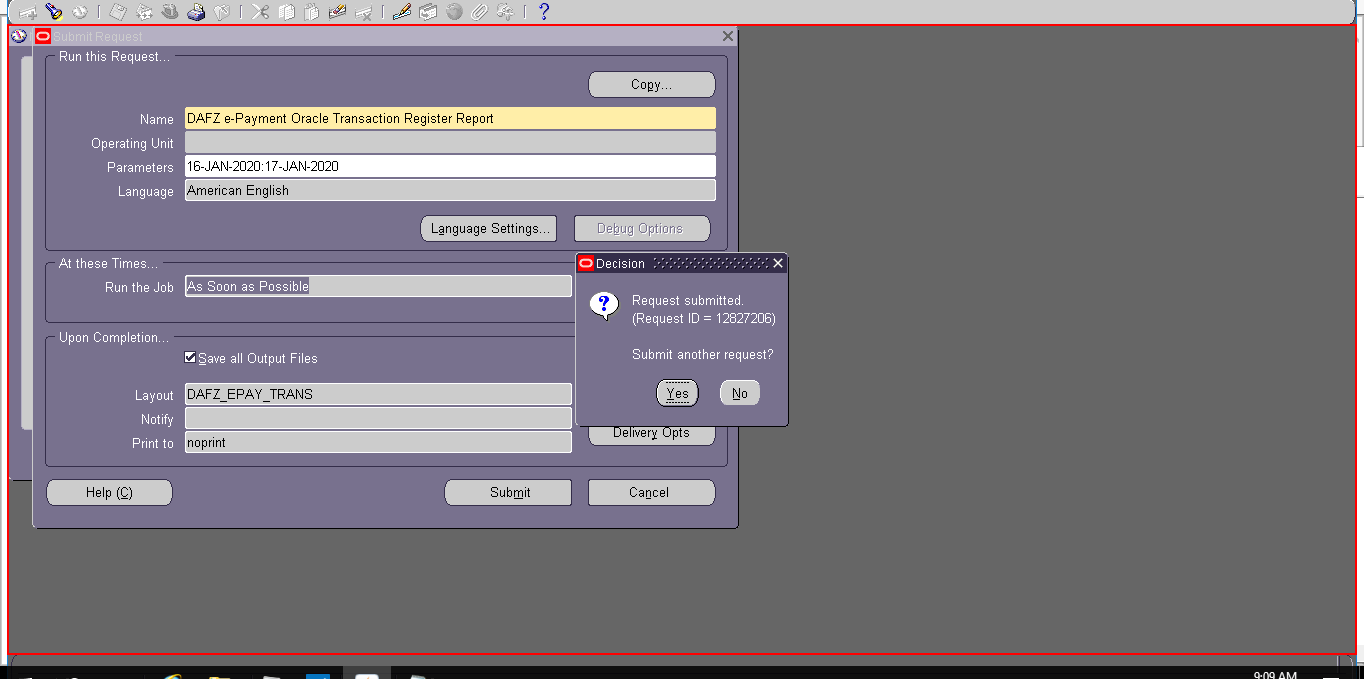 Submit Request
Run this Request...
Copy...
Name DAFZ e-Payment Oracle Transaction Register Report
Operating Unit
Parameters 16-JAN-2020:17-JAN-2020
Language American English
Language Settings... Debug Options
At these Times...
Run the Job As Soon as Possible
Decision
Request submitted.
(Request ID = 12827206)
Submit another request?
Yes No
Upon Completion...
Save all Output Files
Layout DAFZ_EPAY_TRANS
Notify
Delivery Opts
Print to noprint
Help (C) Submit Cancel
9:09 AM